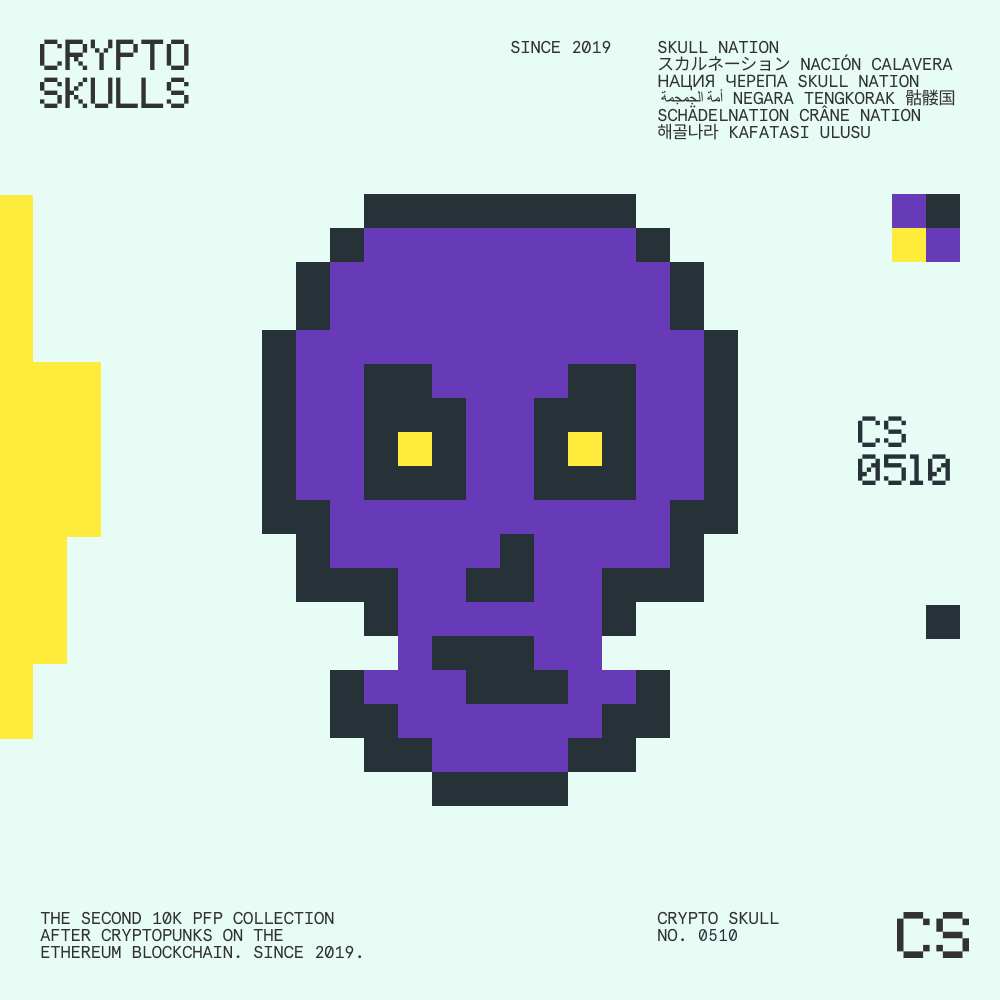 CRYPTO
SKULLS
SINCE 2019
SKULL NATION
スカルネーション NACIÓN CALAVERA
НАЦИЯ ЧЕРЕПА SKULL NATION
أمة الجمجمة NEGARA TENGKORAK 骷髅国
SCHÄDELNATION CRÂNE NATION
해골나라 KAFATASI ULUSU
CS
0510
THE SECOND 10K PFP COLLECTION
AFTER CRYPTOPUNKS ON THE
ETHEREUM BLOCKCHAIN. SINCE 2019.
CRYPTO SKULL
NO. 0510
CS